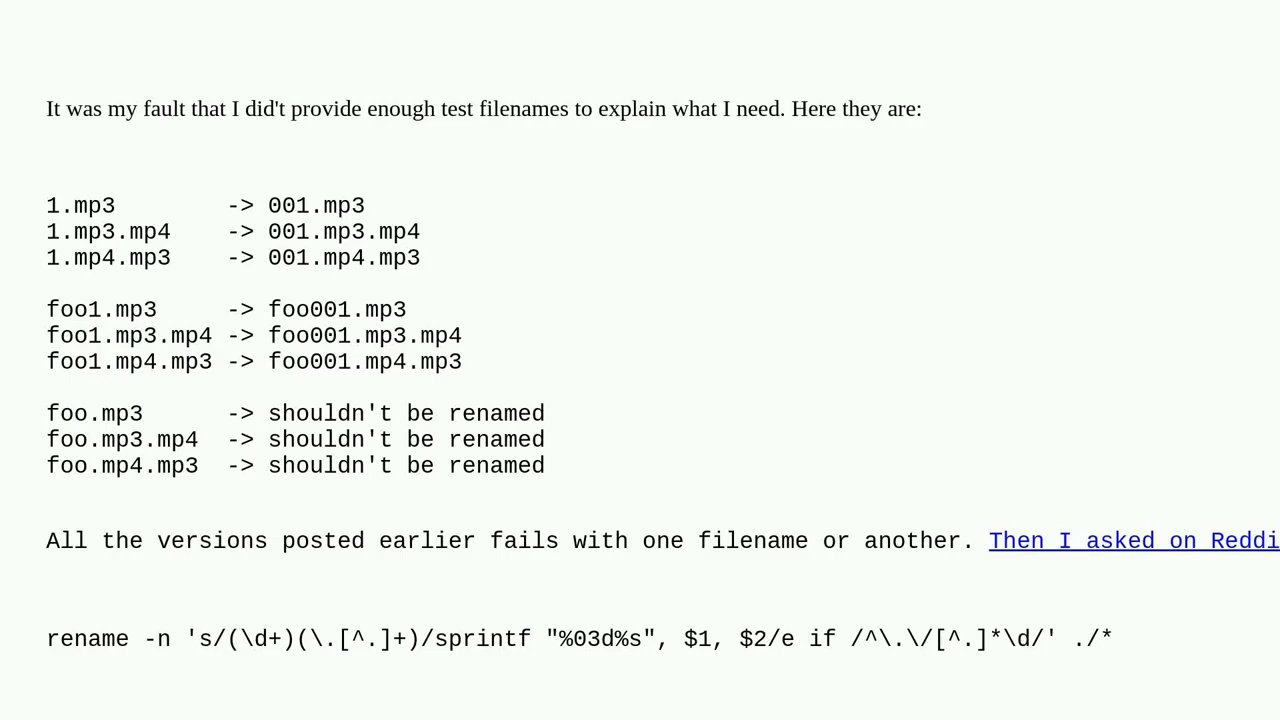 It was my fault that I did't provide enough test filenames to explain what I need. Here they are:
1.mp3        -> 001.mp3
1.mp3.mp4    -> 001.mp3.mp4
1.mp4.mp3    -> 001.mp4.mp3
foo1.mp3     -> foo001.mp3
foo1.mp3.mp4 -> foo001.mp3.mp4
foo1.mp4.mp3 -> foo001.mp4.mp3
foo.mp3      -> shouldn't be renamed
foo.mp3.mp4  -> shouldn't be renamed
foo.mp4.mp3  -> shouldn't be renamed
All the versions posted earlier fails with one filename or another. Then I asked on Reddi
rename -n 's/(\d+)(\.[^.]+)/sprintf "%03d%s", $1, $2/e if /^\.\/[^.]*\d/' ./*